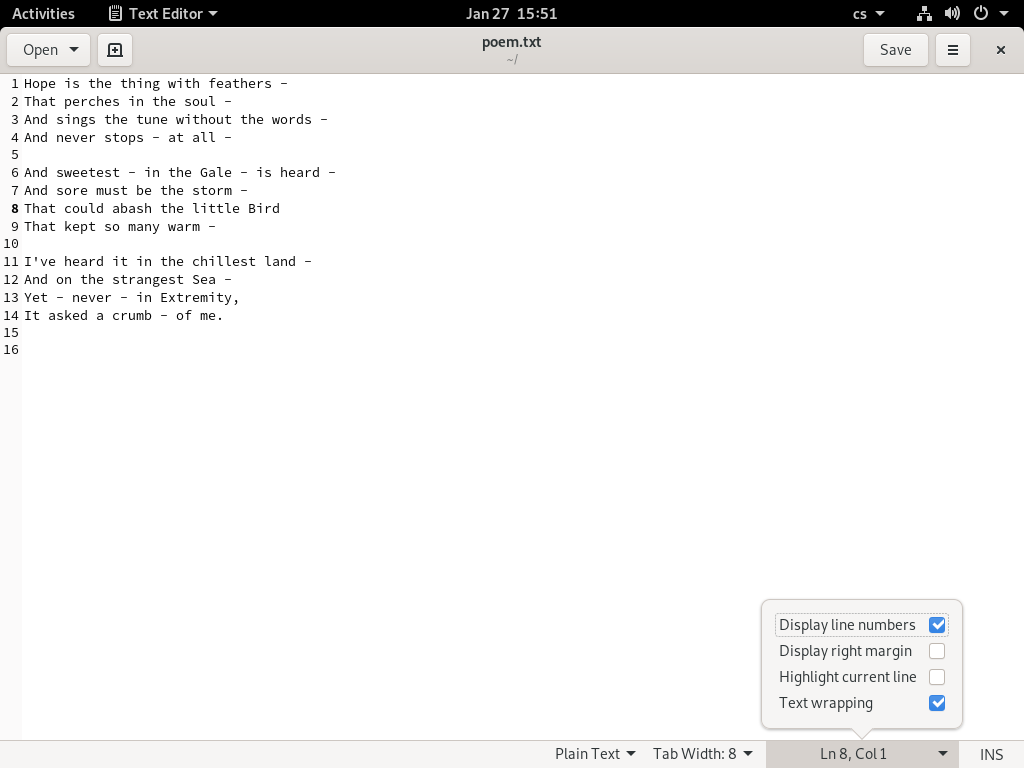 Activities Text Editor Jan 27 15:51 cs
Open poem.txt Save
~/
1 Hope is the thing with feathers –
2 That perches in the soul –
3 And sings the tune without the words –
4 And never stops – at all –
5
6 And sweetest – in the Gale – is heard –
7 And sore must be the storm –
8 That could abash the little Bird
9 That kept so many warm –
10
11 I've heard it in the chillest land –
12 And on the strangest Sea –
13 Yet – never – in Extremity,
14 It asked a crumb – of me.
15
16
Display line numbers
Display right margin
Highlight current line
Text wrapping
Plain Text Tab Width: 8 Ln 8, Col 1 INS